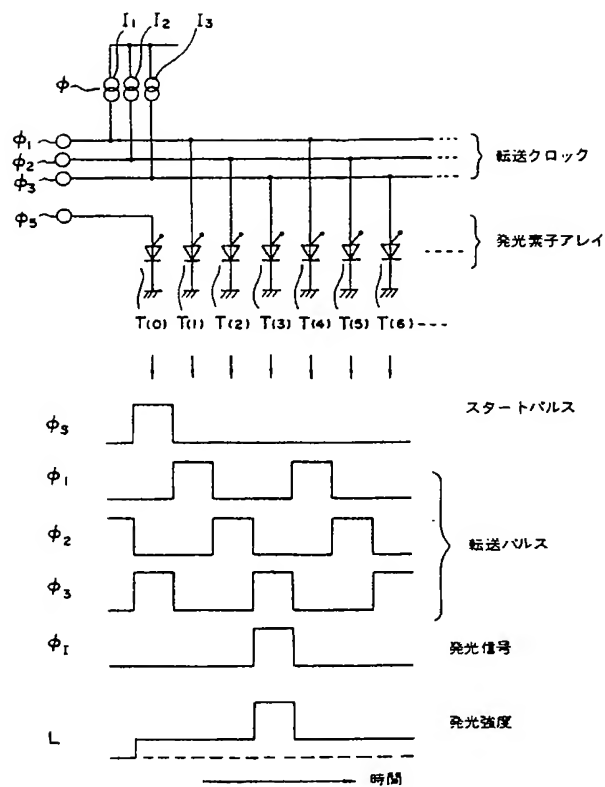 I1 I2 I3
ϕ
ϕ1
ϕ2
ϕ3
転送クロック
ϕS
発光素子アレイ
T(0) T(1) T(2) T(3) T(4) T(5) T(6)
ϕS
スタートパルス
ϕ1
ϕ2
転送パルス
ϕ3
ϕI
発光信号
L
発光強度
時間